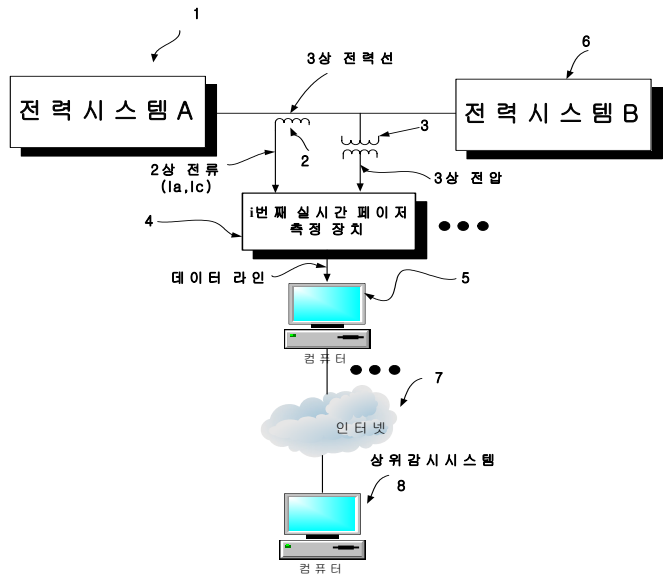 1
3상 전력선
6
전력시스템A
전력시스템B
3
2
2상 전류
(Ia,Ic)
3상 전압
4
i번째 실시간 페이저
측정 장치
데이터 라인
5
컴퓨터
7
인터넷
상위감시시스템
8
컴퓨터